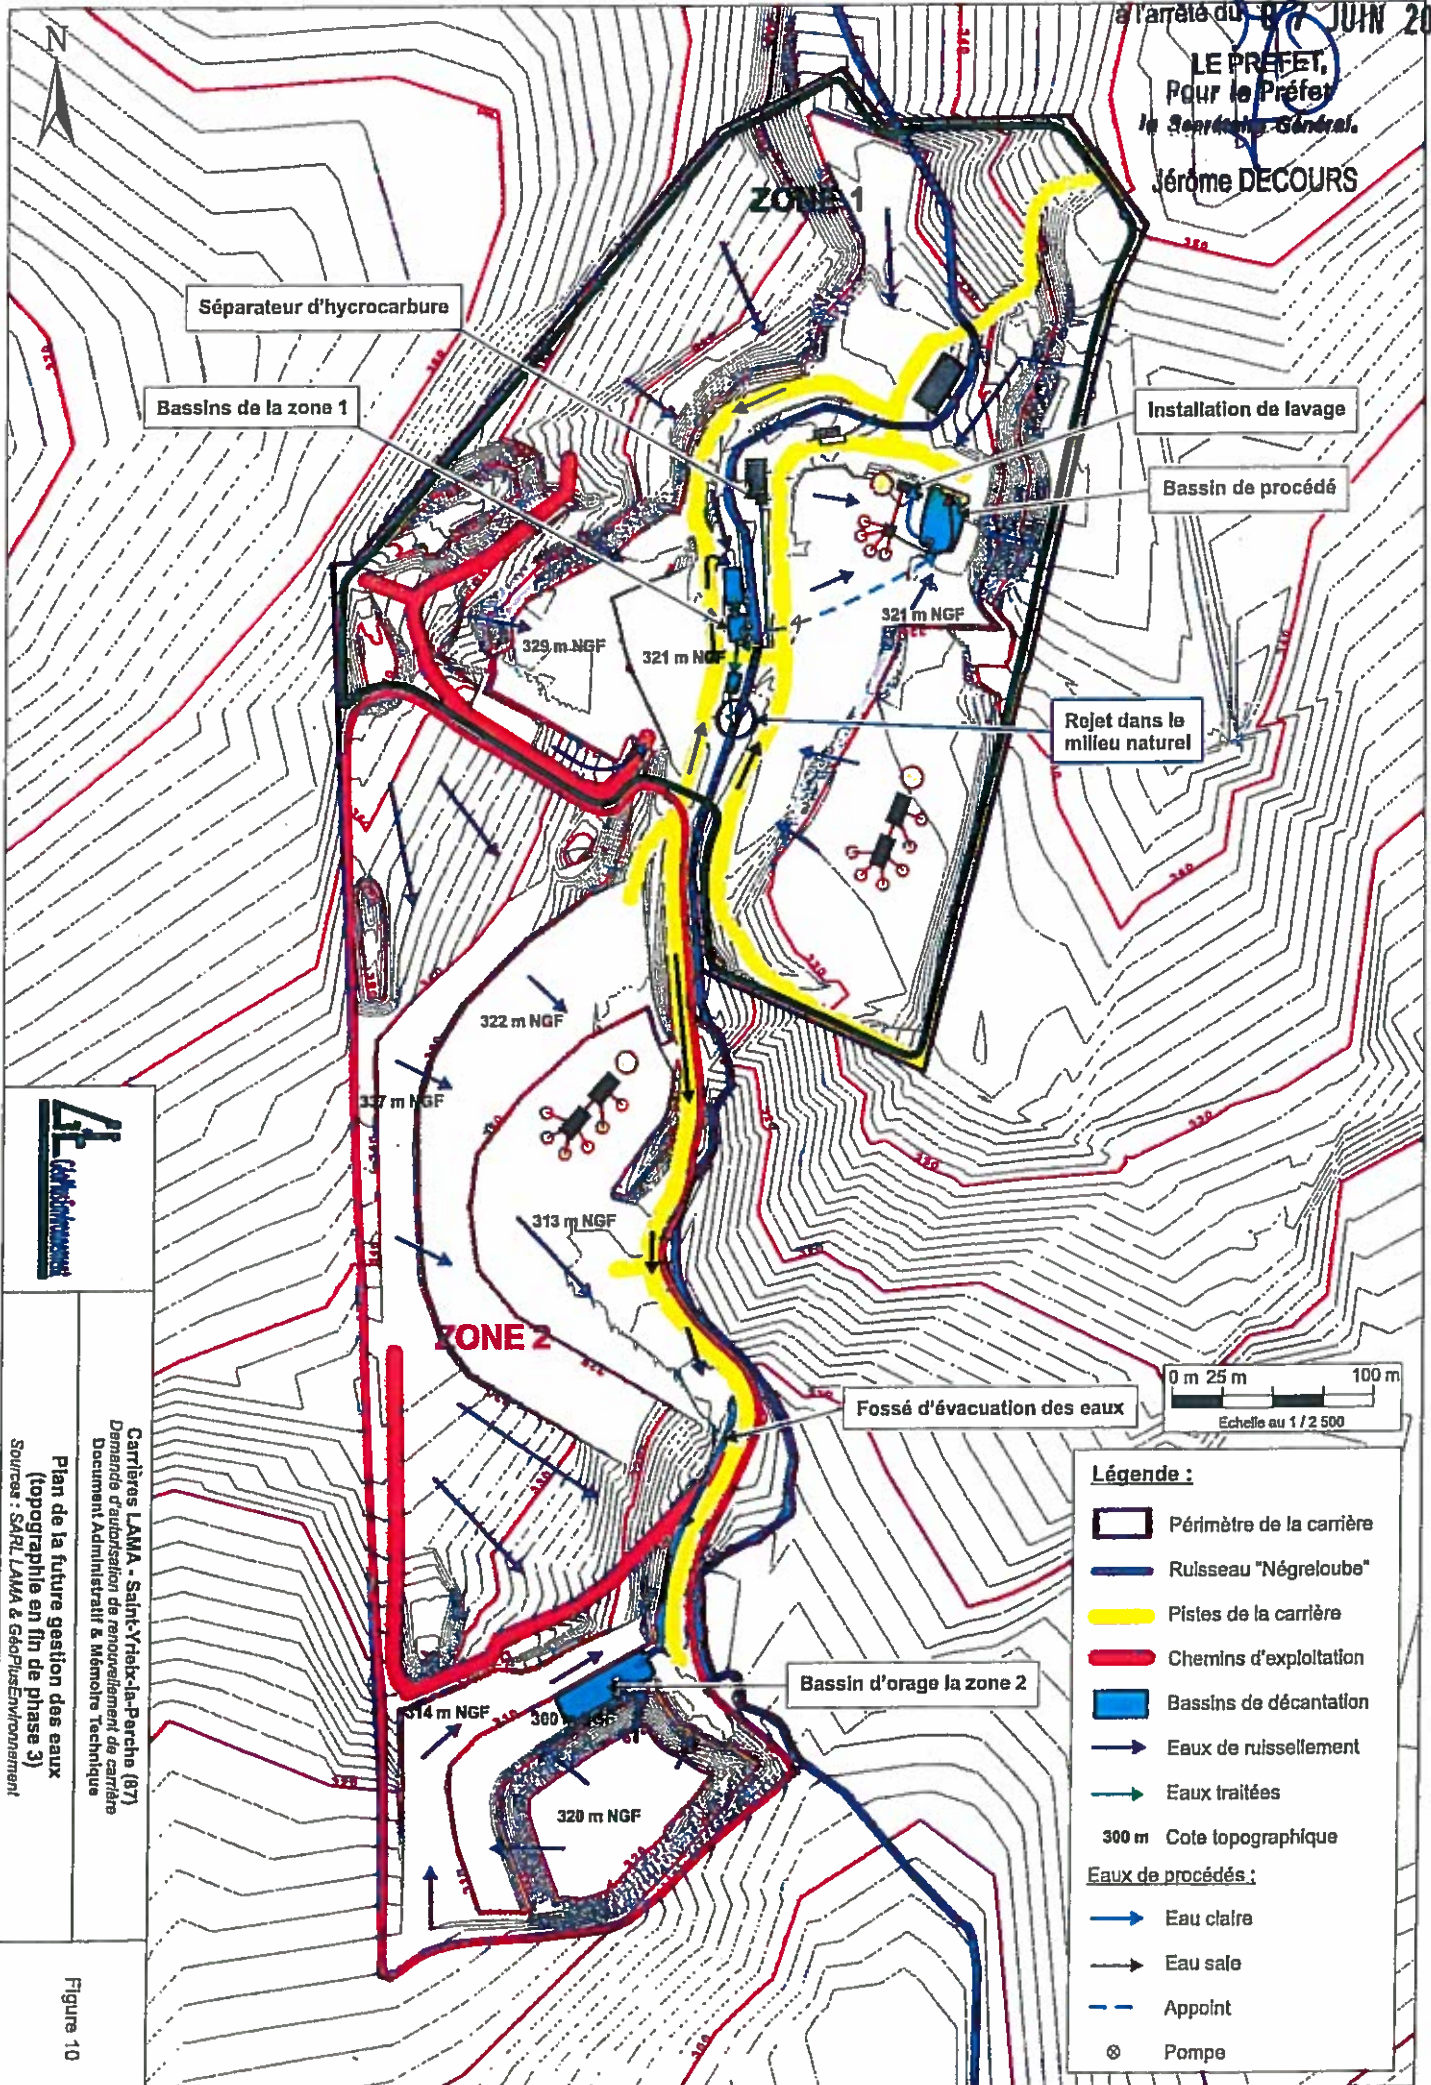 N
à l'arrêté du 07 JUIN 20
LE PREFET,
Pour le Préfet
le Secrétaire Général.
Jérôme DECOURS
ZONE 1
Séparateur d'hycrocarbure
Bassins de la zone 1
Installation de lavage
Bassin de procédé
329 m NGF
321 m NGF
321 m NGF
Rejet dans le
milieu naturel
322 m NGF
337 m NGF
313 m NGF
ZONE 2
Fossé d'évacuation des eaux
0 m 25 m 100 m
Echelle au 1 / 2 500
Bassin d'orage la zone 2
314 m NGF
300 m NGF
320 m NGF
Légende :
Périmètre de la carrière
Ruisseau "Négreloube"
Pistes de la carrière
Chemins d'exploitation
Bassins de décantation
Eaux de ruissellement
Eaux traitées
300 m Cote topographique
Eaux de procédés :
Eau claire
Eau sale
Appoint
Pompe
Carrières LAMA - Saint-Yrieix-la-Perche (87)
Demande d'autorisation de renouvellement de carrière
Document Administratif & Mémoire Technique
Plan de la future gestion des eaux
(topographie en fin de phase 3)
Sources : SARL LAMA & GéoPlusEnvironnement
Figure 10